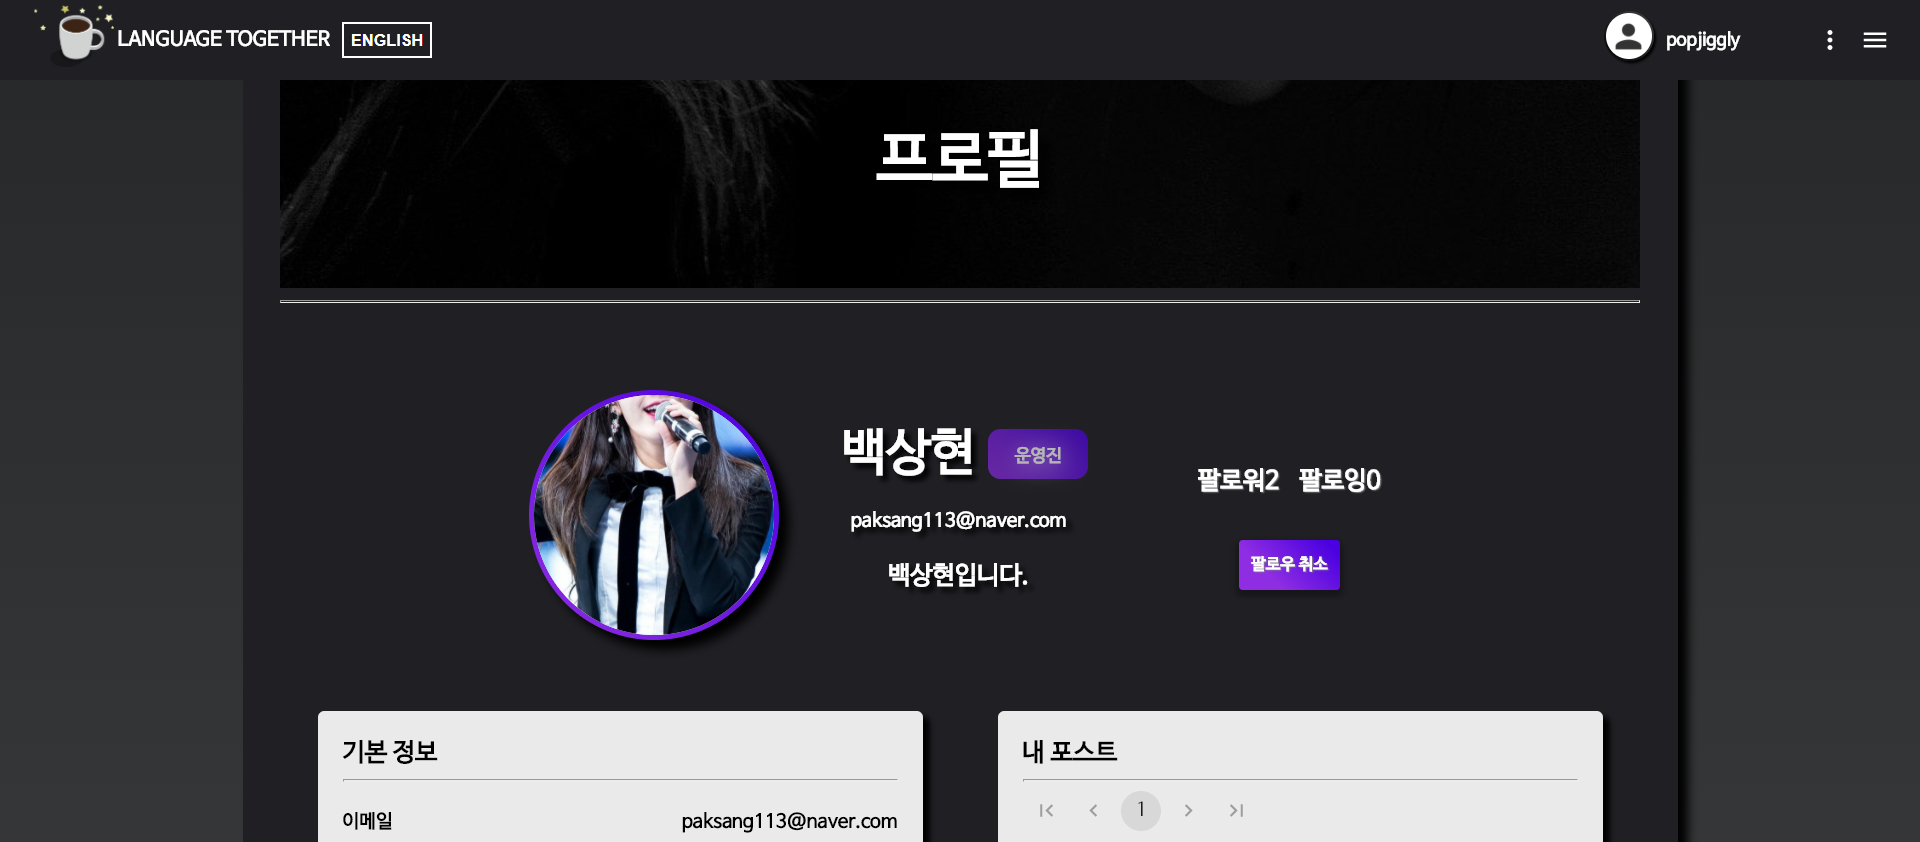 LANGUAGE TOGETHER ENGLISH popjiggly
프로필
백상현 운영진
paksang113@naver.com
백상현입니다.
팔로워2 팔로잉0
팔로우 취소
기본 정보
이메일 paksang113@naver.com
내 포스트
1